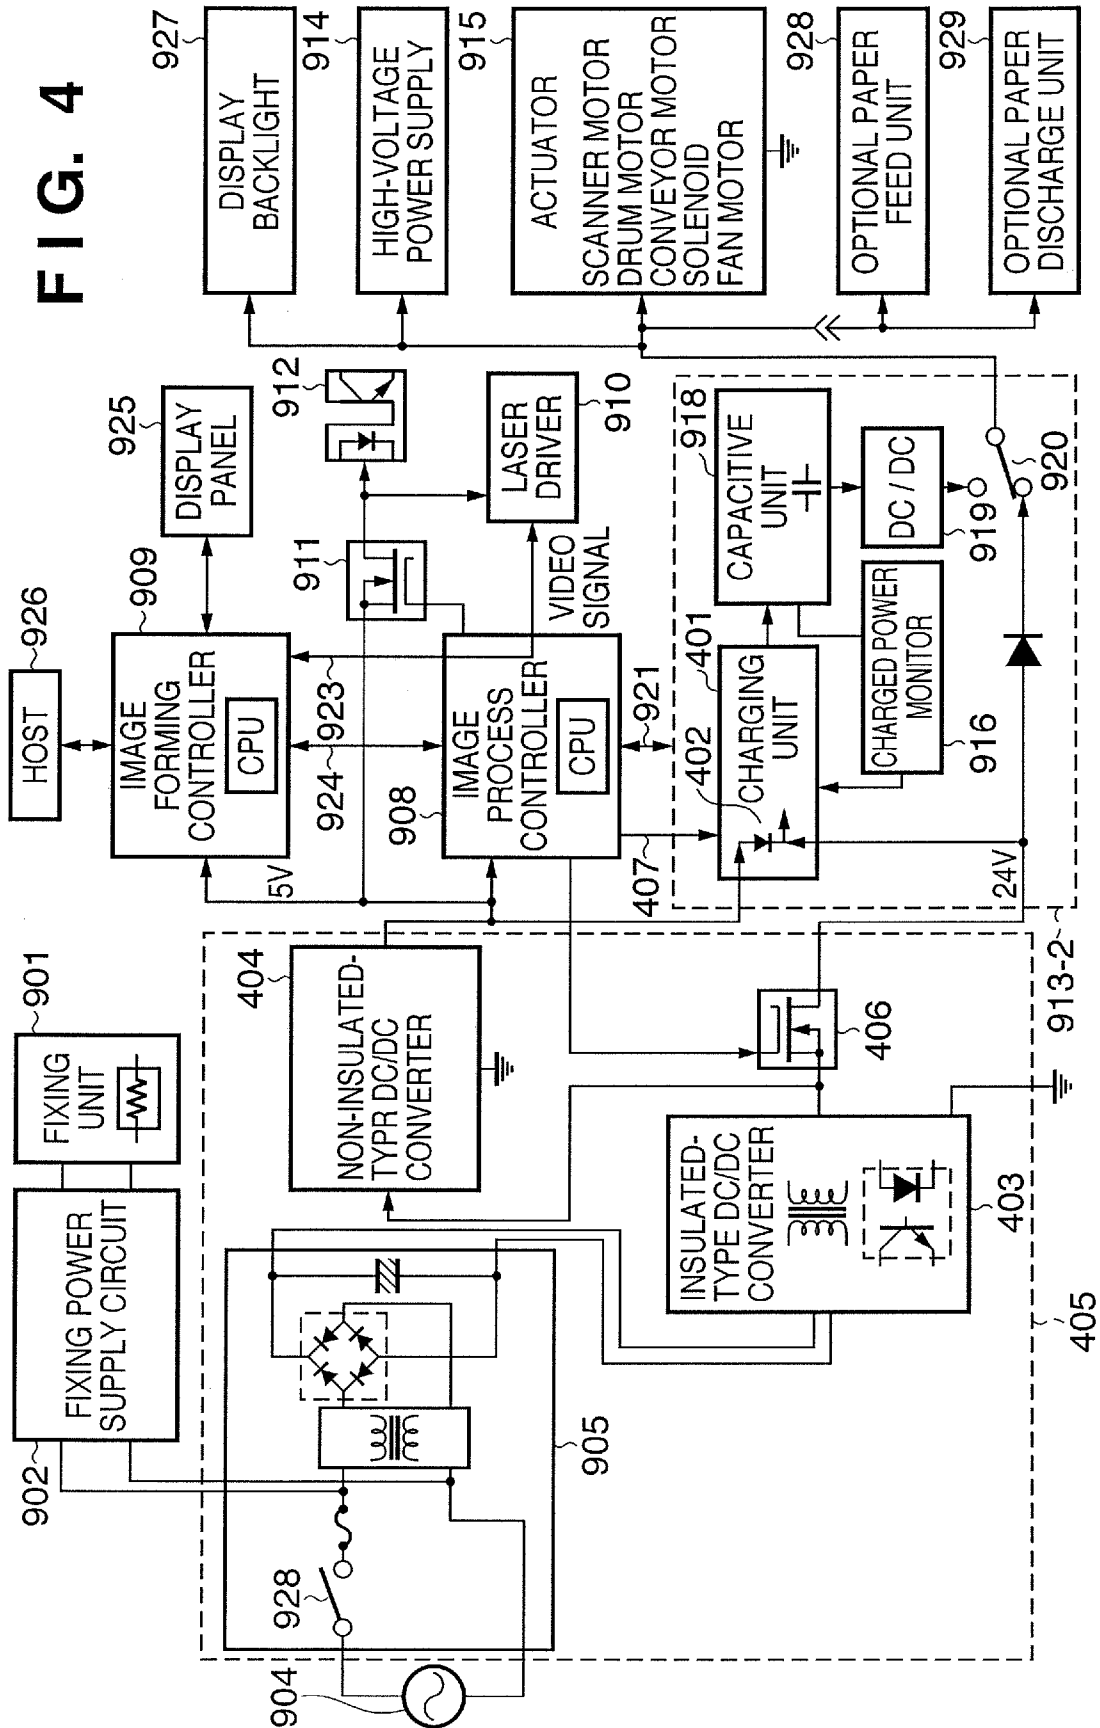 FIG. 4
904
928
905
902
FIXING POWER
SUPPLY CIRCUIT
FIXING
UNIT
901
404
NON-INSULATED-
TYPR DC/DC
CONVERTER
INSULATED-
TYPE DC/DC
CONVERTER
403
405
406
HOST
926
IMAGE
FORMING
CONTROLLER
CPU
909
5V
DISPLAY
PANEL
925
924
923
908
IMAGE
PROCESS
CONTROLLER
CPU
911
912
VIDEO
SIGNAL
LASER
DRIVER
910
407
921
402
401
CHARGING
UNIT
CAPACITIVE
UNIT
918
CHARGED POWER
MONITOR
916
DC / DC
919
920
24V
913-2
DISPLAY
BACKLIGHT
927
HIGH-VOLTAGE
POWER SUPPLY
914
ACTUATOR
SCANNER MOTOR
DRUM MOTOR
CONVEYOR MOTOR
SOLENOID
FAN MOTOR
915
OPTIONAL PAPER
FEED UNIT
928
OPTIONAL PAPER
DISCHARGE UNIT
929